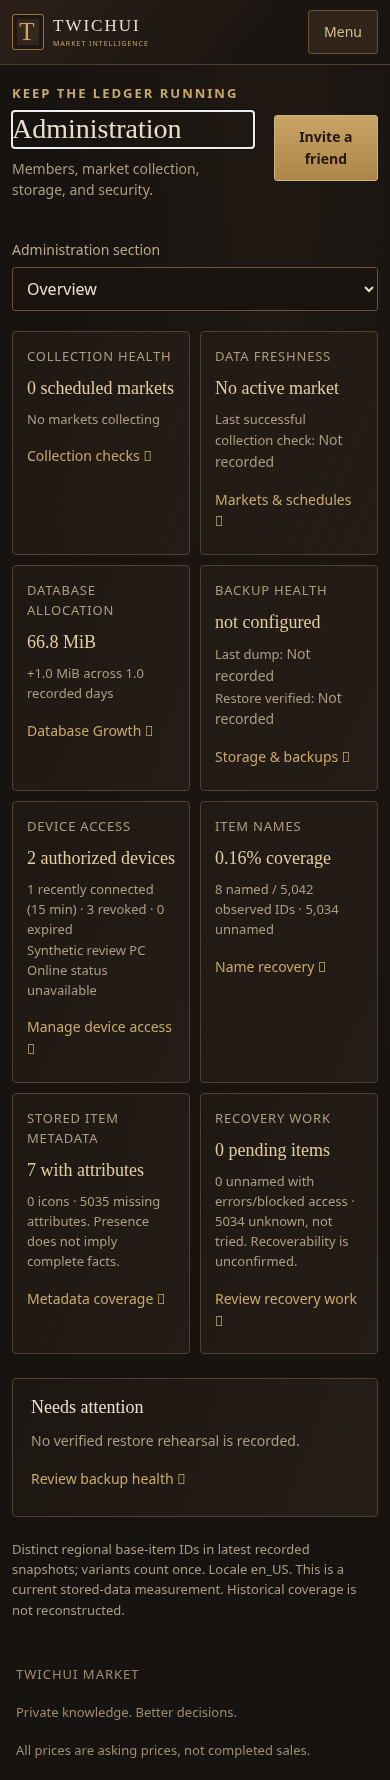 T
TWICHUI
MARKET INTELLIGENCE
Menu
KEEP THE LEDGER RUNNING
Administration
Members, market collection,
storage, and security.
Invite a
friend
Administration section
Overview
COLLECTION HEALTH
0 scheduled markets
No markets collecting
Collection checks
DATA FRESHNESS
No active market
Last successful
collection check: Not
recorded
Markets & schedules
DATABASE
ALLOCATION
66.8 MiB
+1.0 MiB across 1.0
recorded days
Database Growth
BACKUP HEALTH
not configured
Last dump: Not
recorded
Restore verified: Not
recorded
Storage & backups
DEVICE ACCESS
2 authorized devices
1 recently connected
(15 min) · 3 revoked · 0
expired
Synthetic review PC
Online status
unavailable
Manage device access
ITEM NAMES
0.16% coverage
8 named / 5,042
observed IDs · 5,034
unnamed
Name recovery
STORED ITEM
METADATA
7 with attributes
0 icons · 5035 missing
attributes. Presence
does not imply
complete facts.
Metadata coverage
RECOVERY WORK
0 pending items
0 unnamed with
errors/blocked access ·
5034 unknown, not
tried. Recoverability is
unconfirmed.
Review recovery work
Needs attention
No verified restore rehearsal is recorded.
Review backup health
Distinct regional base-item IDs in latest recorded
snapshots; variants count once. Locale en_US. This is a
current stored-data measurement. Historical coverage is
not reconstructed.
TWICHUI MARKET
Private knowledge. Better decisions.
All prices are asking prices, not completed sales.